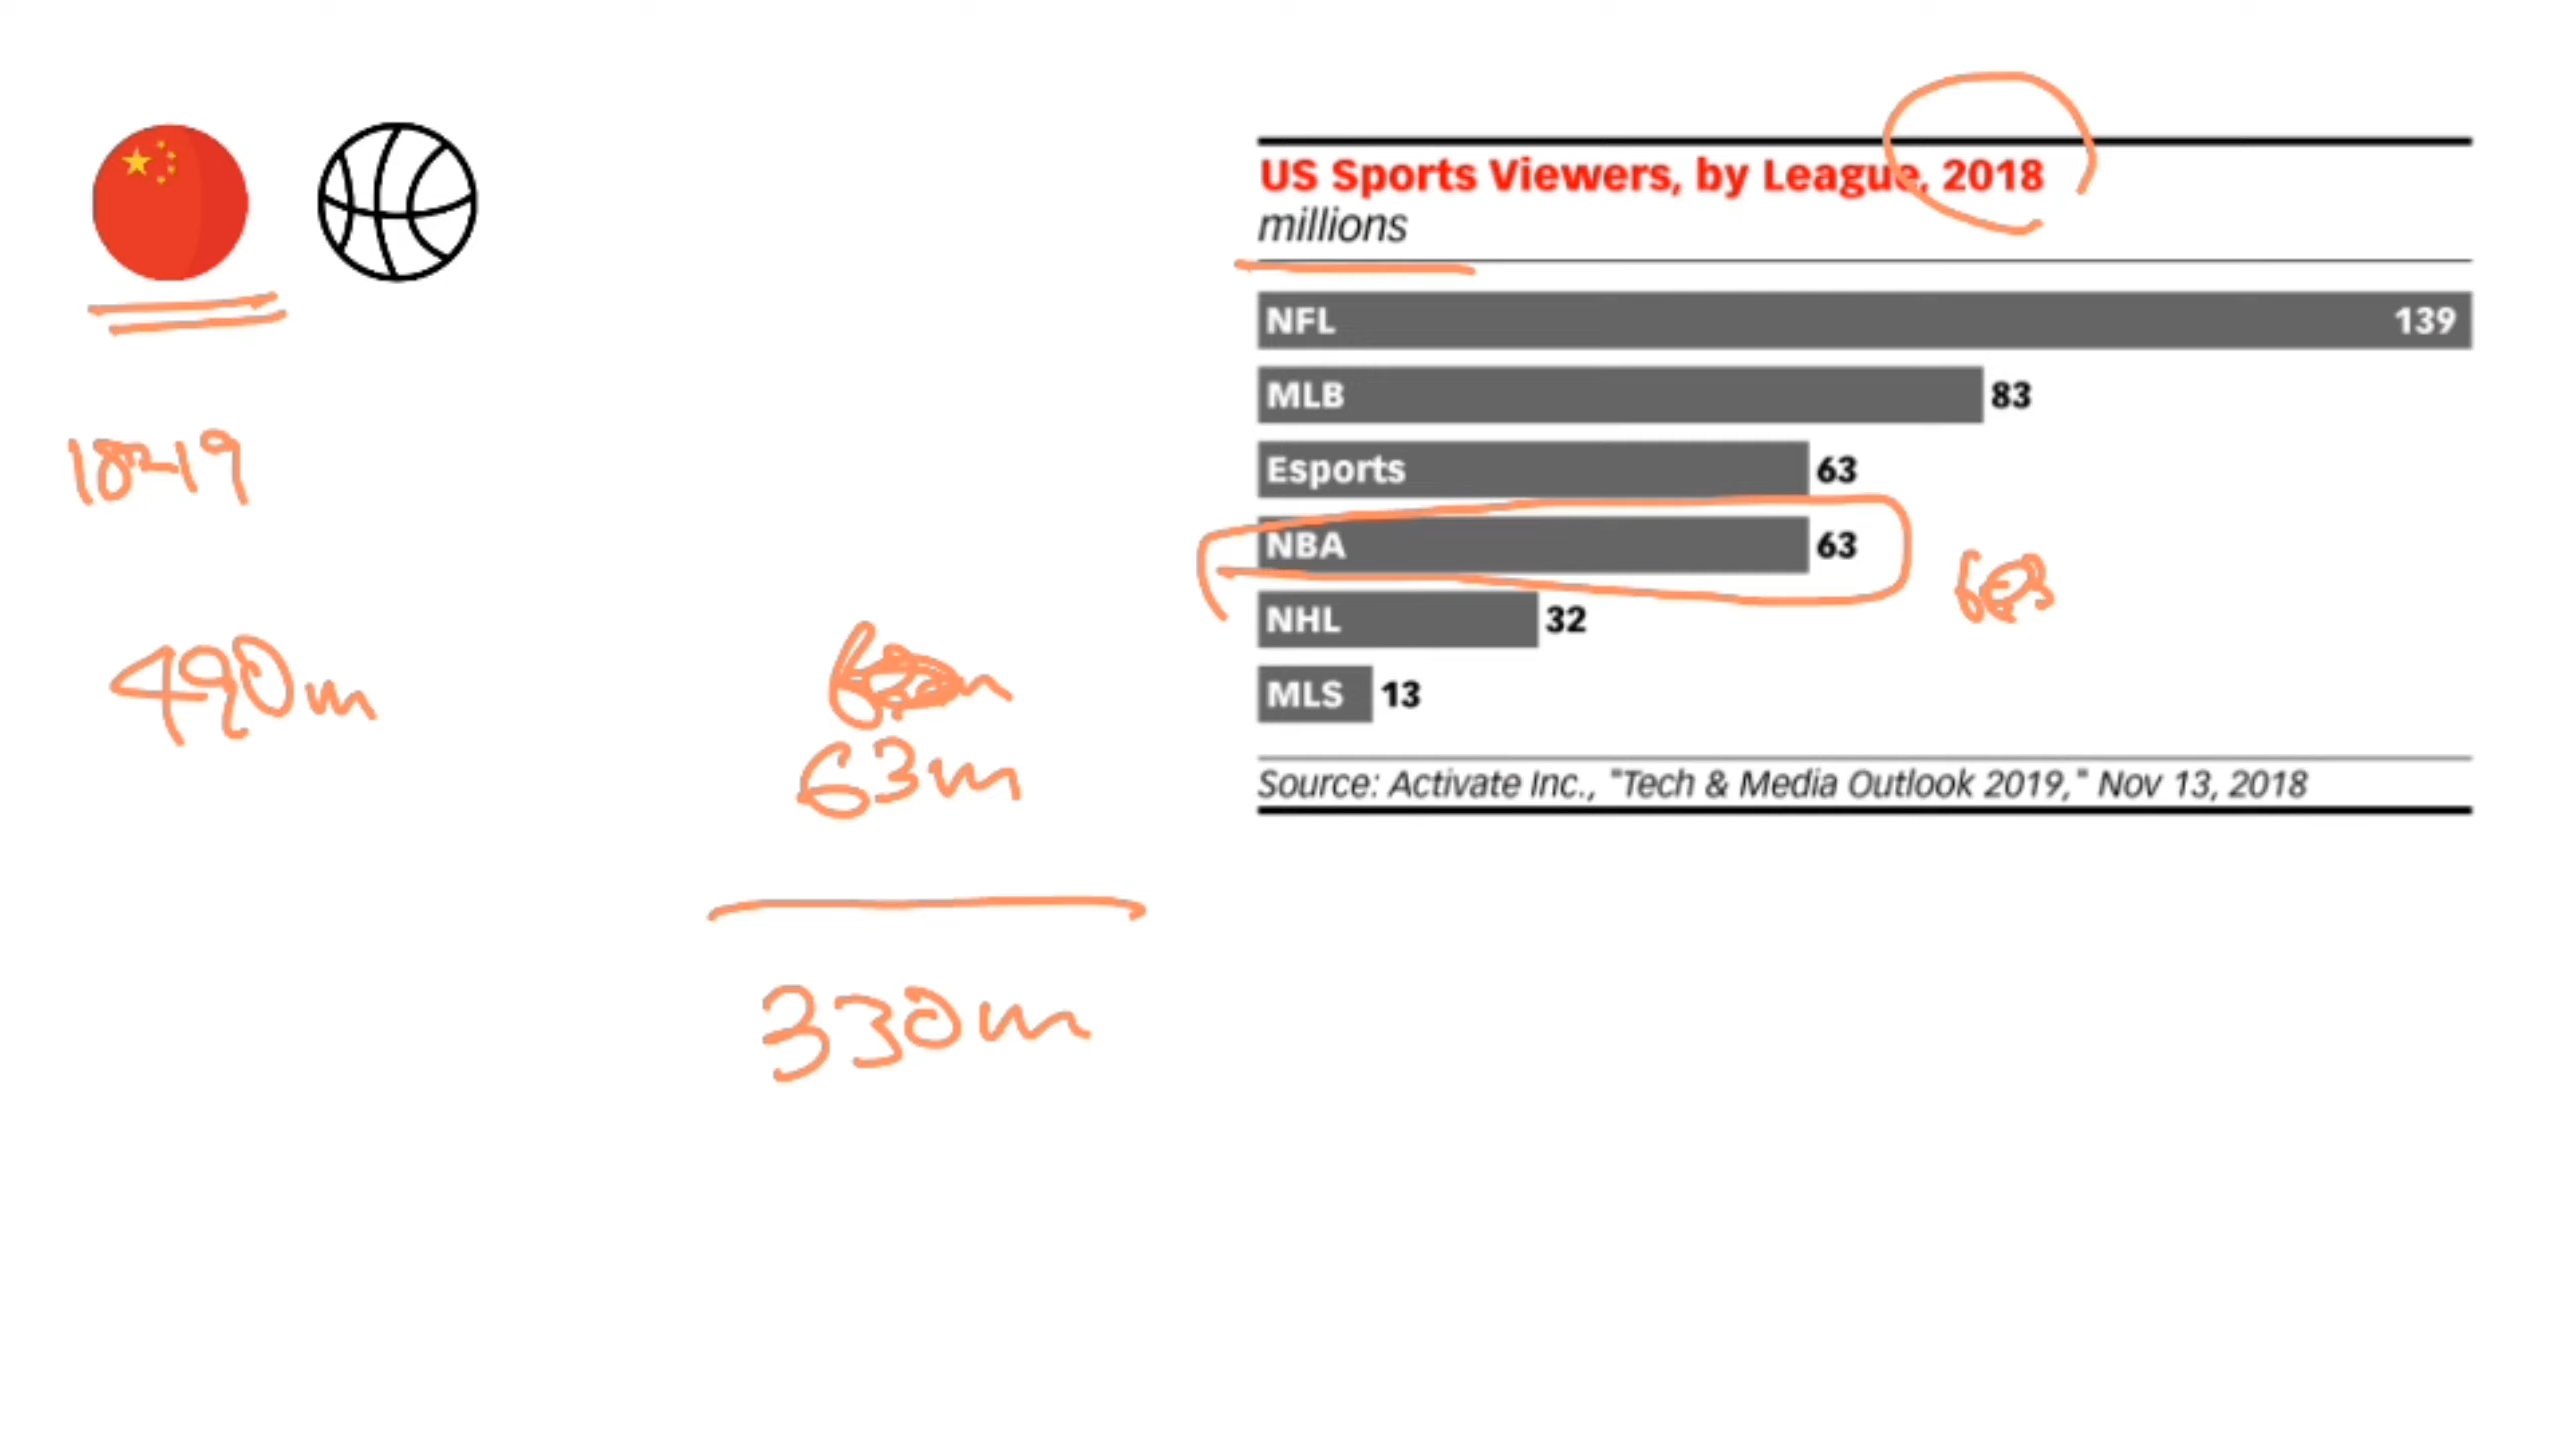 18-19
490m
63m
330m
US Sports Viewers, by League, 2018
millions
NFL 139
MLB 83
Esports 63
NBA 63
NHL 32
MLS 13
Source: Activate Inc., "Tech & Media Outlook 2019," Nov 13, 2018